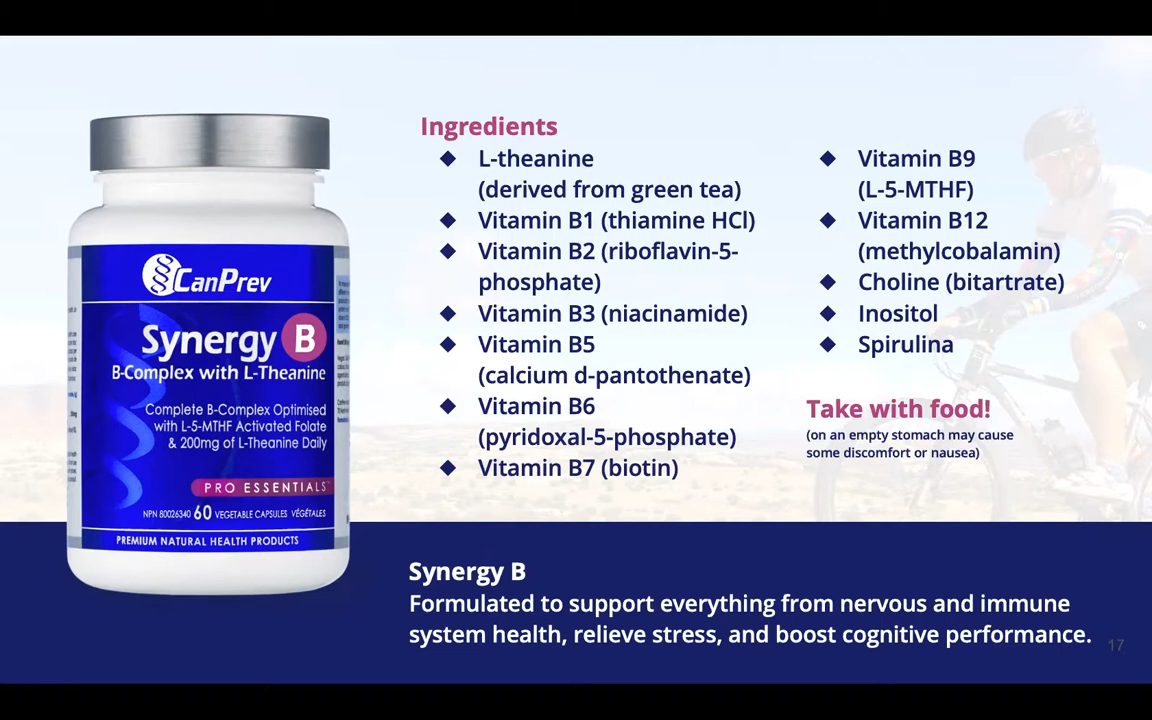 CanPrev
Synergy B
B-Complex with L-Theanine
Complete B-Complex Optimised
with L-5-MTHF Activated Folate
& 200mg of L-Theanine Daily
PRO ESSENTIALS
NPN 80026340 60 VEGETABLE CAPSULES VÉGÉTALES
PREMIUM NATURAL HEALTH PRODUCTS
Ingredients
◆ L-theanine
(derived from green tea)
◆ Vitamin B1 (thiamine HCl)
◆ Vitamin B2 (riboflavin-5-
phosphate)
◆ Vitamin B3 (niacinamide)
◆ Vitamin B5
(calcium d-pantothenate)
◆ Vitamin B6
(pyridoxal-5-phosphate)
◆ Vitamin B7 (biotin)
◆ Vitamin B9
(L-5-MTHF)
◆ Vitamin B12
(methylcobalamin)
◆ Choline (bitartrate)
◆ Inositol
◆ Spirulina
Take with food!
(on an empty stomach may cause
some discomfort or nausea)
Synergy B
Formulated to support everything from nervous and immune
system health, relieve stress, and boost cognitive performance.
17